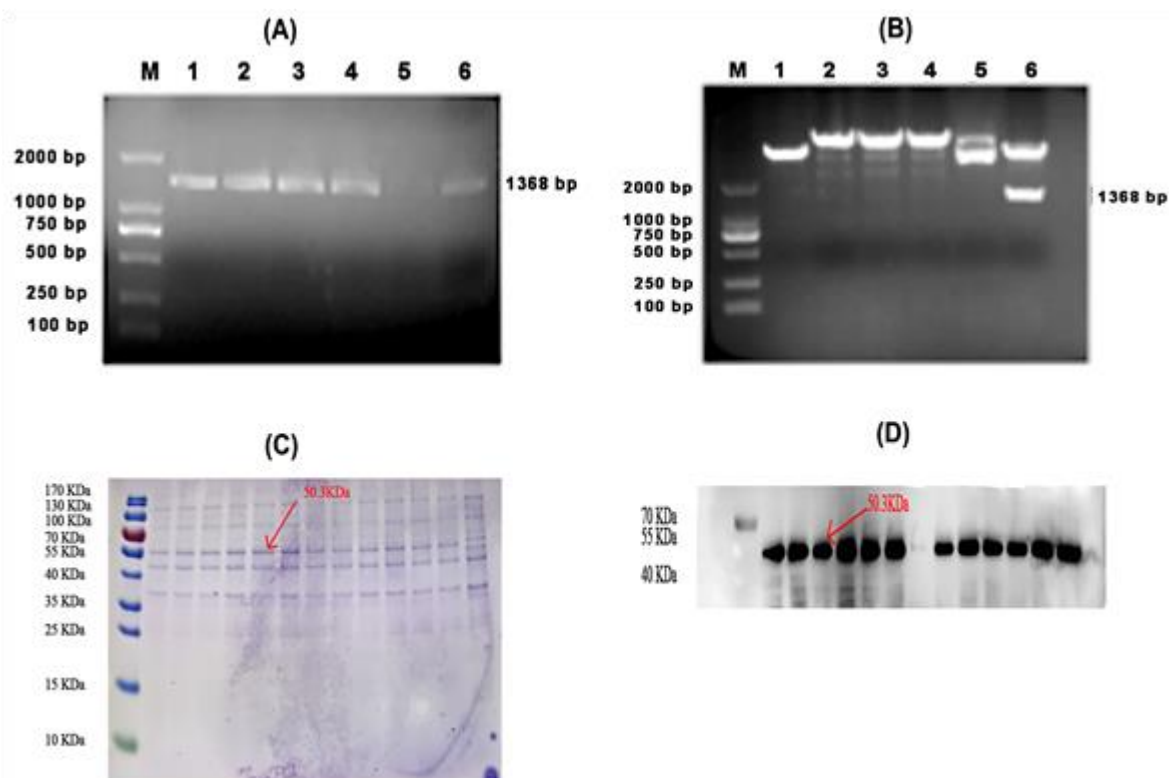 (A)
M 1 2 3 4 5 6
2000 bp
1000 bp
750 bp
500 bp
250 bp
100 bp
1368 bp
(B)
M 1 2 3 4 5 6
2000 bp
1000 bp
750 bp
500 bp
250 bp
100 bp
1368 bp
(C)
170 KDa
130 KDa
100 KDa
70 KDa
55 KDa
40 KDa
35 KDa
25 KDa
15 KDa
10 KDa
50.3KDa
(D)
70 KDa
55 KDa
40 KDa
50.3KDa